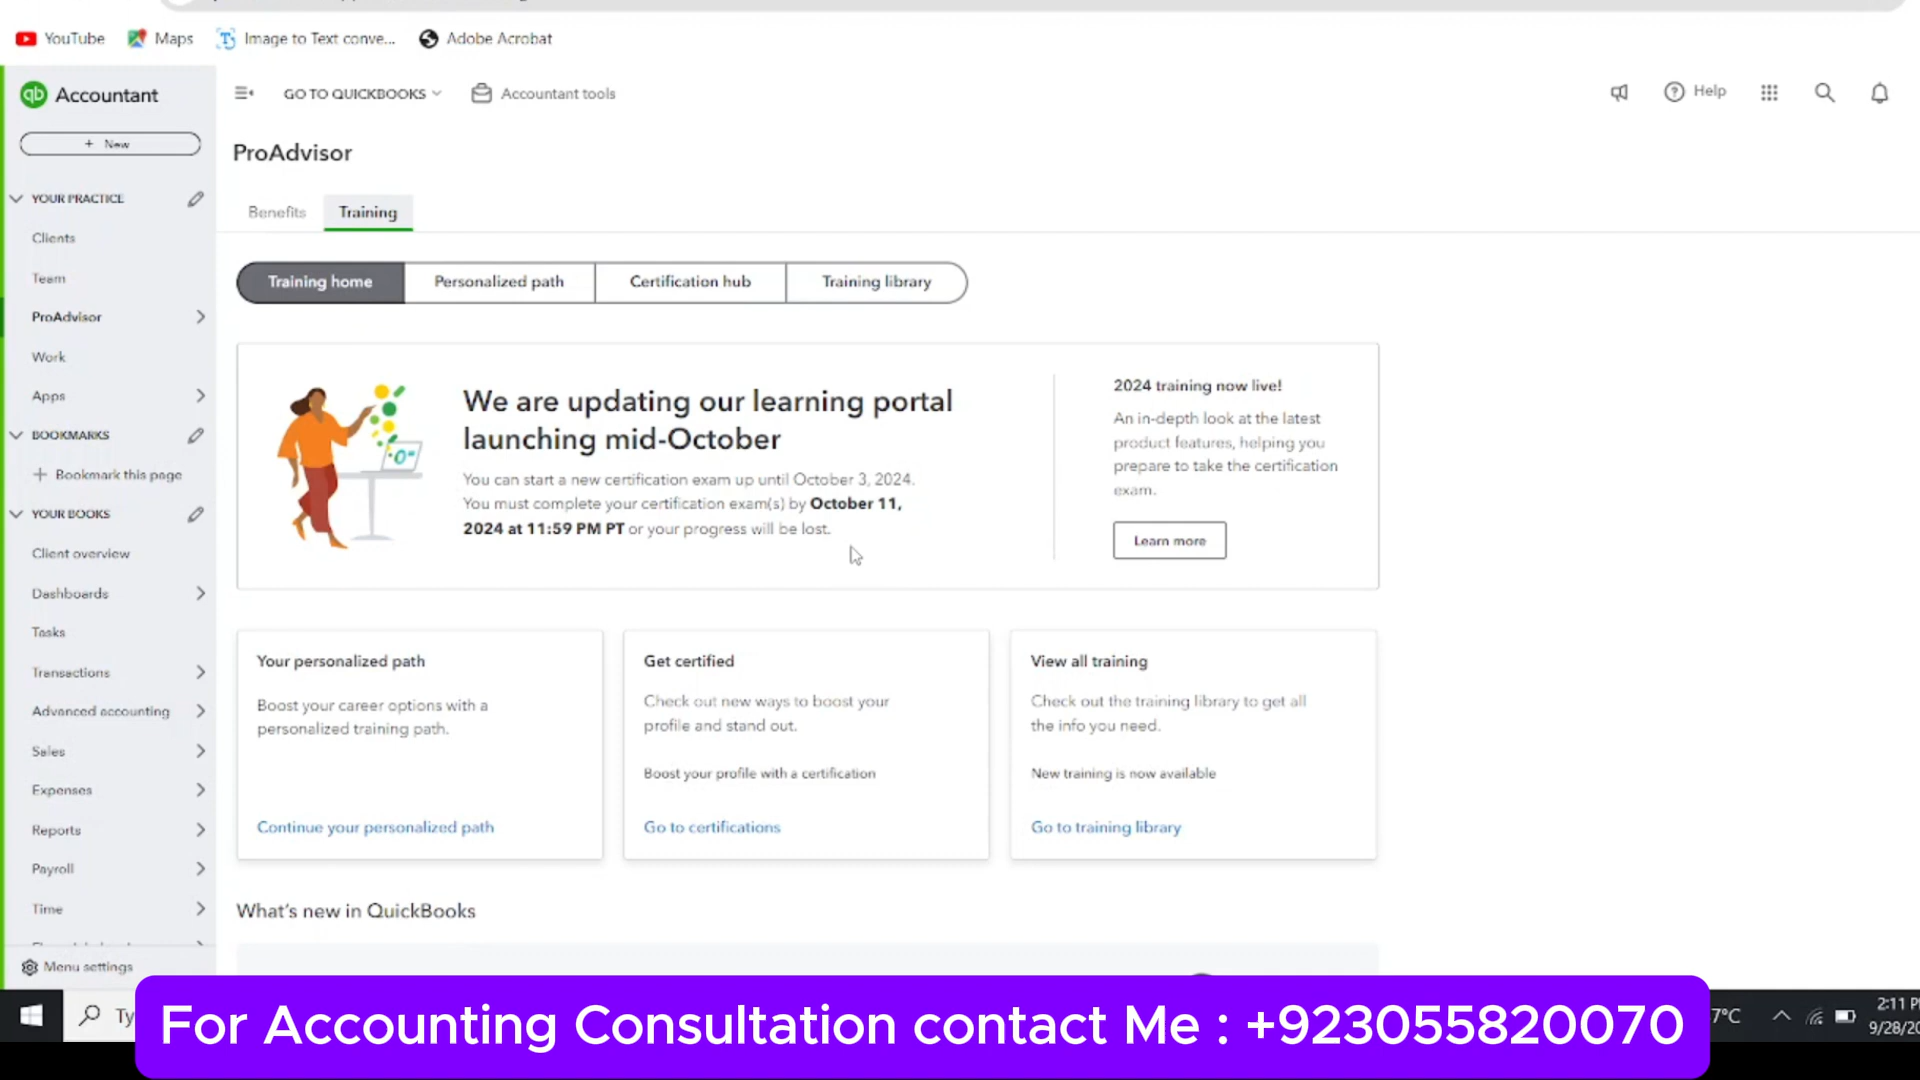 YouTube Maps Image to Text conve... Adobe Acrobat
qb Accountant
GO TO QUICKBOOKS Accountant tools
Help
+ New
ProAdvisor
YOUR PRACTICE
Benefits Training
Clients
Team
Training home Personalized path Certification hub Training library
ProAdvisor
Work
Apps
BOOKMARKS
+ Bookmark this page
YOUR BOOKS
Client overview
Dashboards
Tasks
Transactions
Advanced accounting
Sales
Expenses
Reports
Payroll
Time
Menu settings
We are updating our learning portal
launching mid-October
You can start a new certification exam up until October 3, 2024.
You must complete your certification exam(s) by October 11,
2024 at 11:59 PM PT or your progress will be lost.
2024 training now live!
An in-depth look at the latest
product features, helping you
prepare to take the certification
exam.
Learn more
Your personalized path
Boost your career options with a
personalized training path.
Continue your personalized path
Get certified
Check out new ways to boost your
profile and stand out.
Boost your profile with a certification
Go to certifications
View all training
Check out the training library to get all
the info you need.
New training is now available
Go to training library
What's new in QuickBooks
For Accounting Consultation contact Me : +923055820070
Ty
7°C
2:11 PM
9/28/20